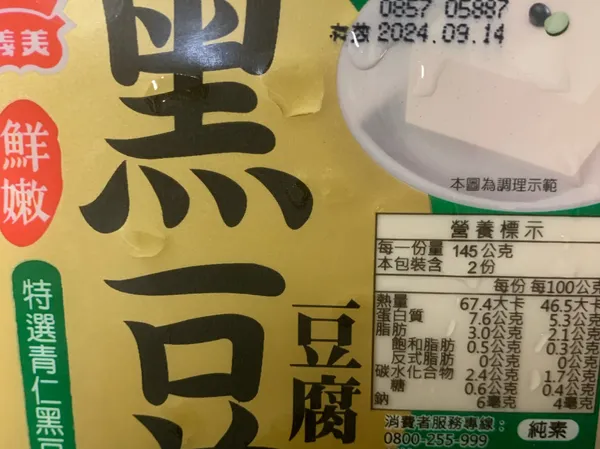 0857 05887
有效 2024.09.14
義美
鮮嫩
黑豆
豆腐
特選青仁黑豆
本圖為調理示範
營養標示
每一份量 145公克
本包裝含 2份
每份 每100公克
熱量 67.4大卡 46.5大卡
蛋白質 7.6公克 5.3公克
脂肪 3.0公克 2.1公克
飽和脂肪 0.5公克 0.3公克
反式脂肪 0公克 0公克
碳水化合物 2.4公克 1.7公克
糖 0.6公克 0.4公克
鈉 6毫克 4毫克
消費者服務專線：
0800-255-999
純素